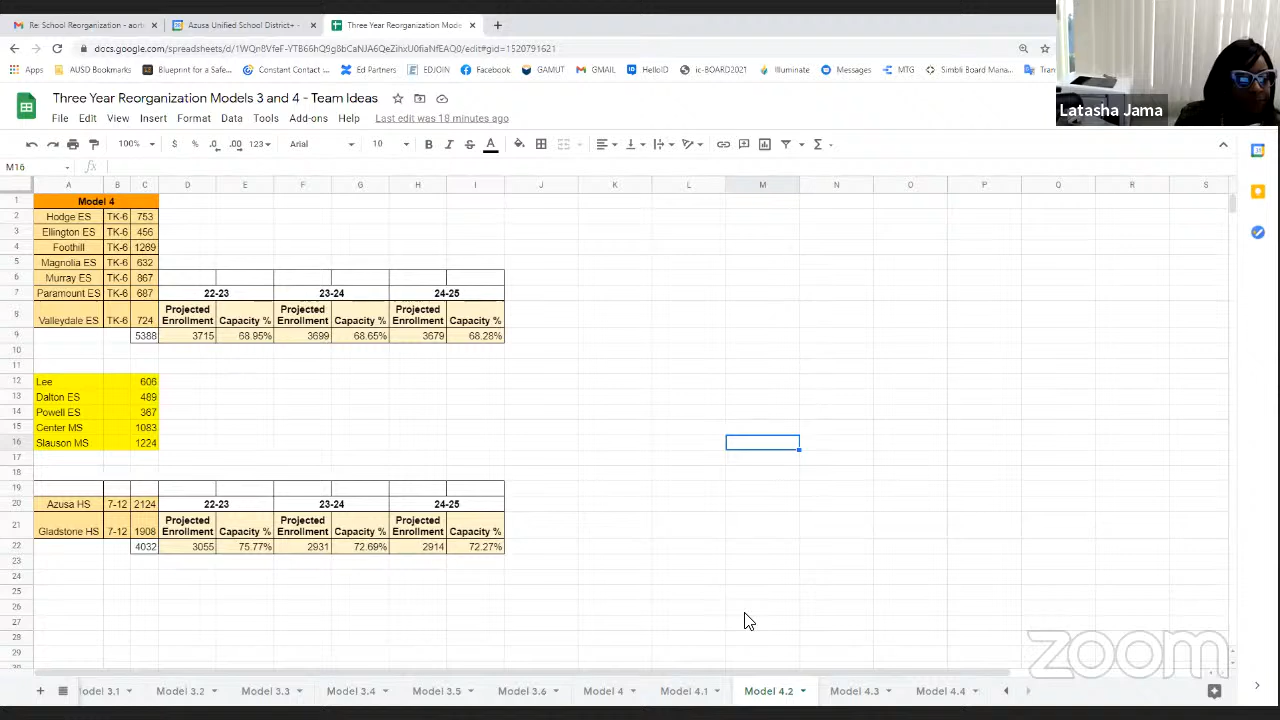 Re: School Reorganization - aort
Azusa Unified School District+ -
Three Year Reorganization Mode
docs.google.com/spreadsheets/d/1WQn8VfeF-YTB66hQ9g8bCaNJA6QeZihxU0fiaNfEAQ0/edit#gid=1520791621
Apps AUSD Bookmarks Blueprint for a Safe... Constant Contact ... Ed Partners EDJOIN Facebook GAMUT GMAIL HelloID ic-BOARD2021 Illuminate Messages MTG Simbli Board Mana...
Latasha Jama
Three Year Reorganization Models 3 and 4 - Team Ideas
File Edit View Insert Format Data Tools Add-ons Help Last edit was 18 minutes ago
100% $ % .0 .00 123 Arial 10 B I S A
M16 fx
A B C D E F G H I J K L M N O P Q R S
1 Model 4
2 Hodge ES TK-6 753
3 Ellington ES TK-6 456
4 Foothill TK-6 1269
5 Magnolia ES TK-6 632
6 Murray ES TK-6 867
7 Paramount ES TK-6 687 22-23 23-24 24-25
8 Valleydale ES TK-6 724 Projected Enrollment Capacity % Projected Enrollment Capacity % Projected Enrollment Capacity %
9 5388 3715 68.95% 3699 68.65% 3679 68.28%
10
11
12 Lee 606
13 Dalton ES 489
14 Powell ES 367
15 Center MS 1083
16 Slauson MS 1224
17
18
19
20 Azusa HS 7-12 2124 22-23 23-24 24-25
21 Gladstone HS 7-12 1908 Projected Enrollment Capacity % Projected Enrollment Capacity % Projected Enrollment Capacity %
22 4032 3055 75.77% 2931 72.69% 2914 72.27%
23
24
25
26
27
28
29
zoom
odel 3.1 Model 3.2 Model 3.3 Model 3.4 Model 3.5 Model 3.6 Model 4 Model 4.1 Model 4.2 Model 4.3 Model 4.4